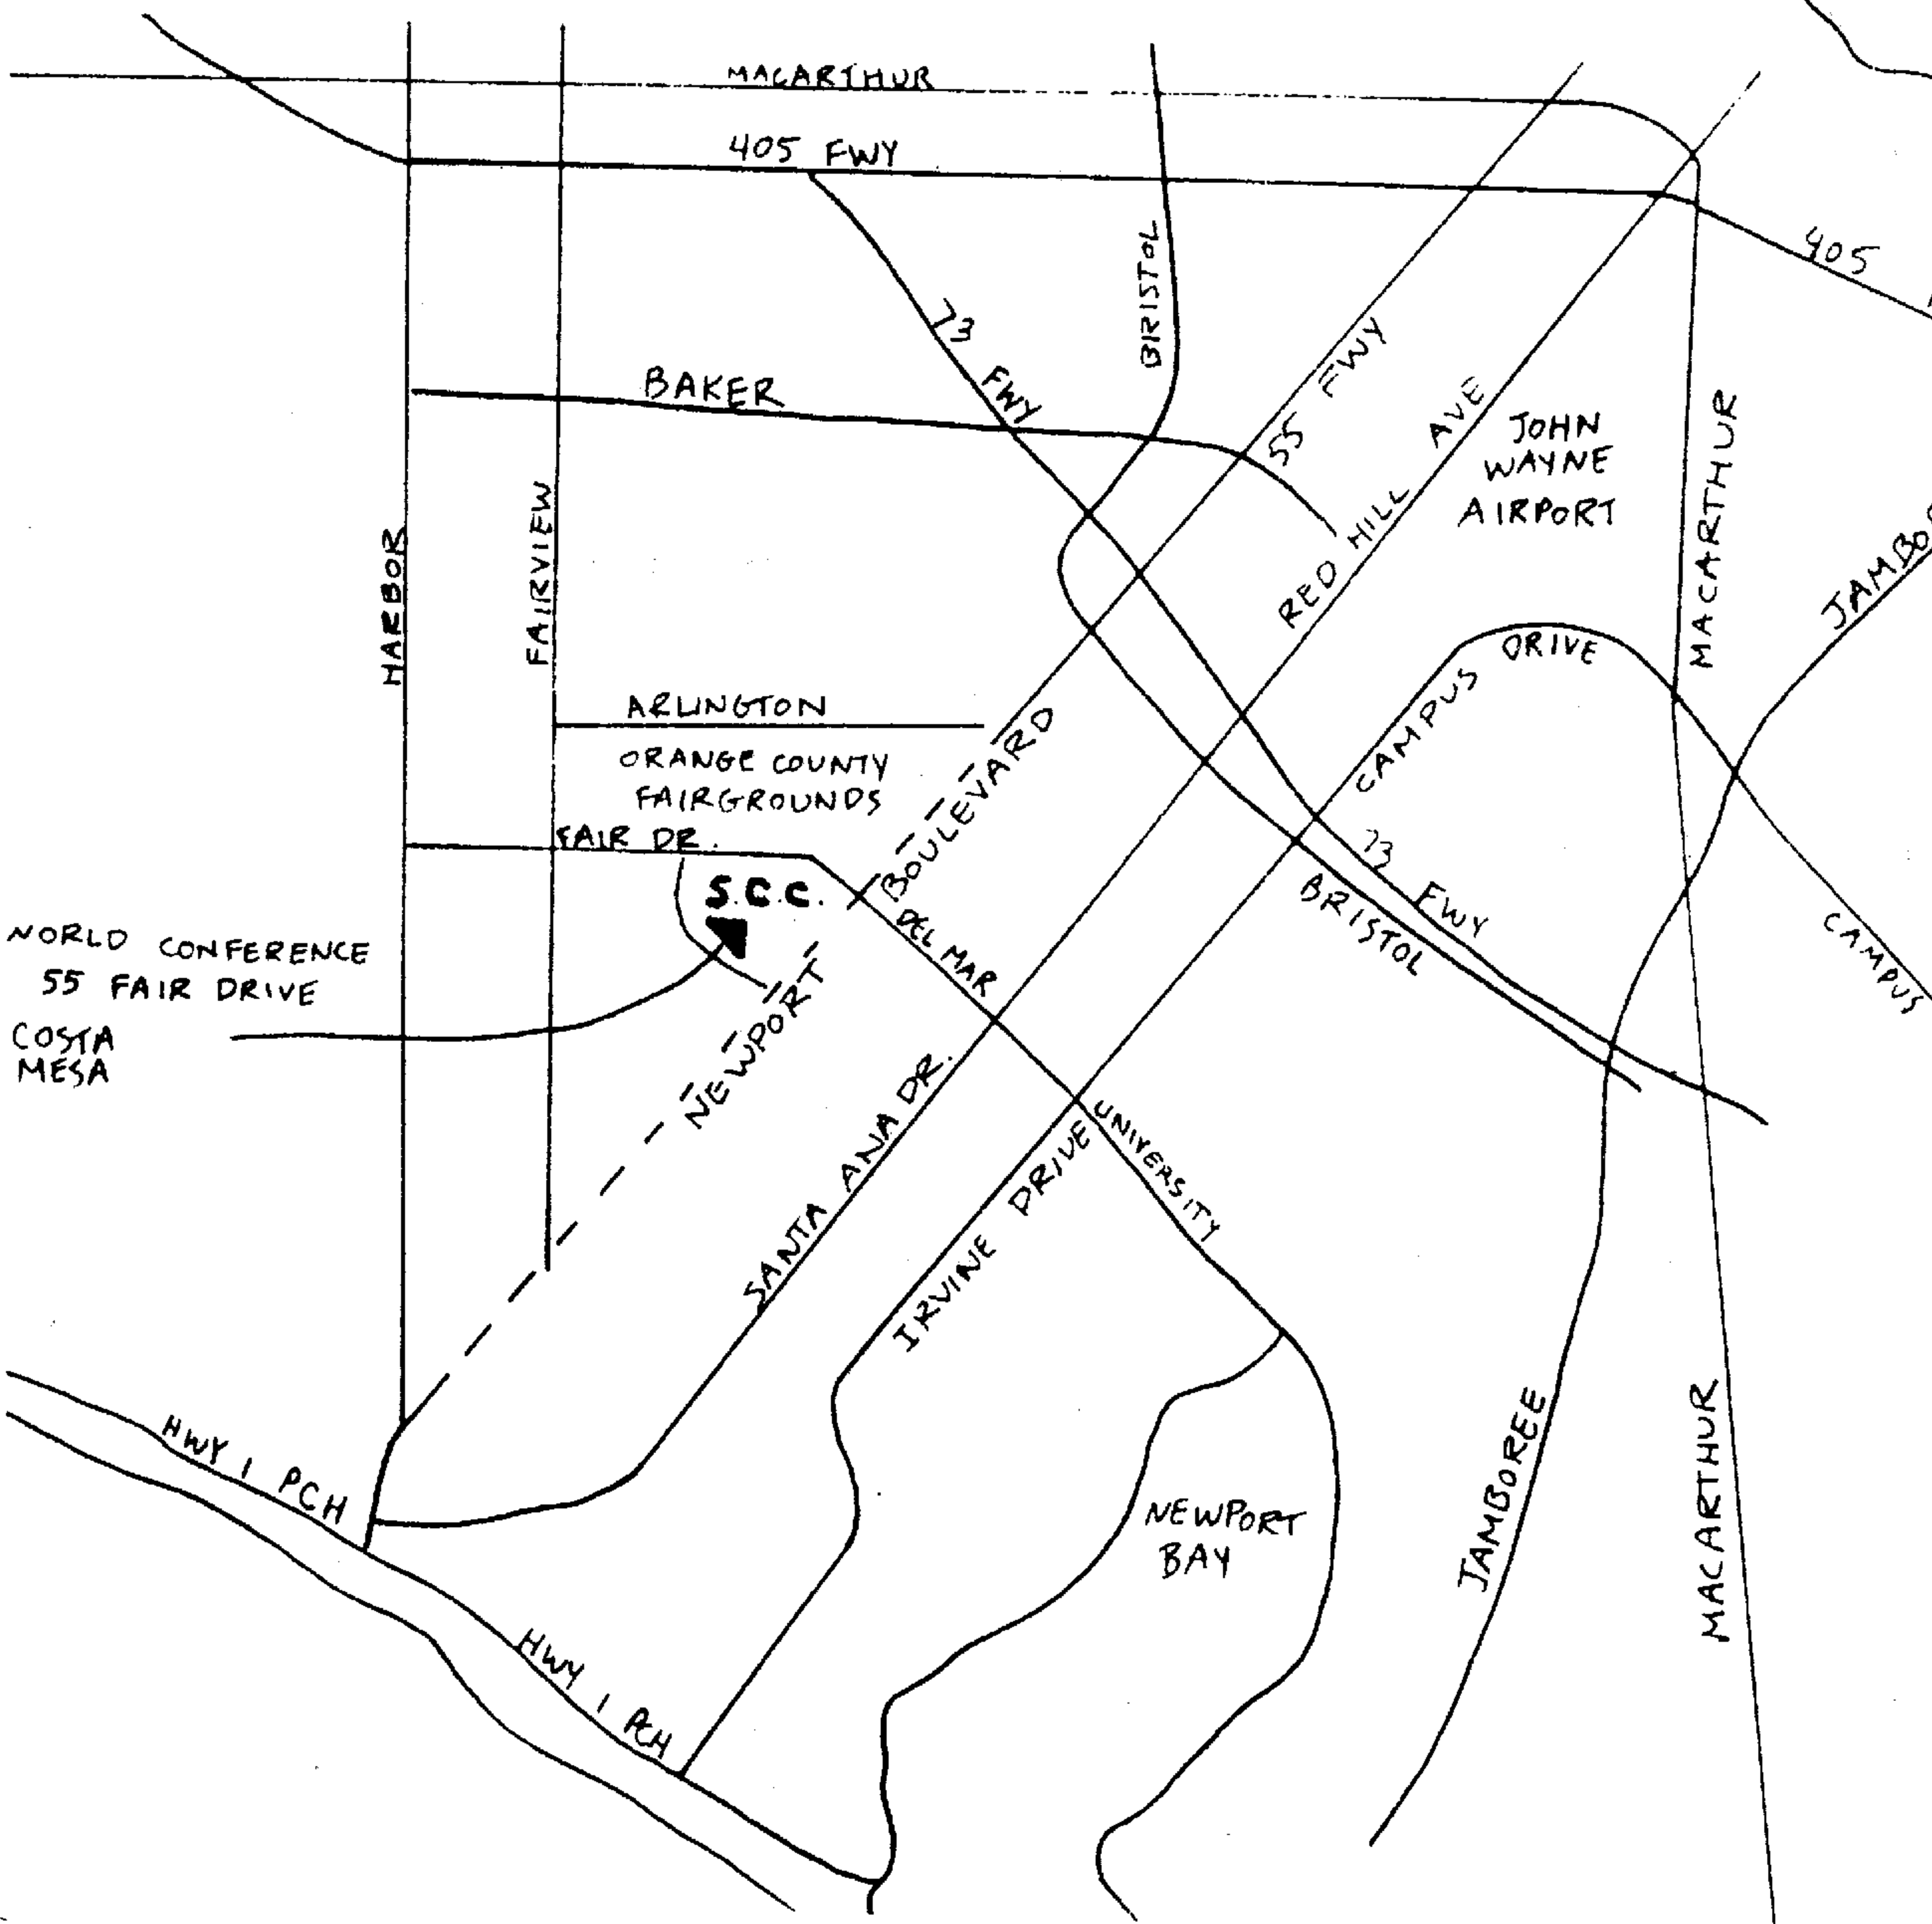 MACARTHUR
405 FWY
BRISTOL
405
73 FWY
55 FWY
BAKER
RED HILL AVE
JOHN
WAYNE
AIRPORT
MACARTHUR
HARBOR
FAIRVIEW
CAMPUS DRIVE
ARLINGTON
ORANGE COUNTY
FAIRGROUNDS
FAIR DR.
S.C.C.
NEWPORT BOULEVARD
DEL MAR
73 FWY
BRISTOL
CAMPUS
WORLD CONFERENCE
55 FAIR DRIVE
COSTA
MESA
SANTA ANA DR.
IRVINE DRIVE
UNIVERSITY
HWY 1 PCH
HWY 1 PCH
NEWPORT
BAY
JAMBOREE
MACARTHUR